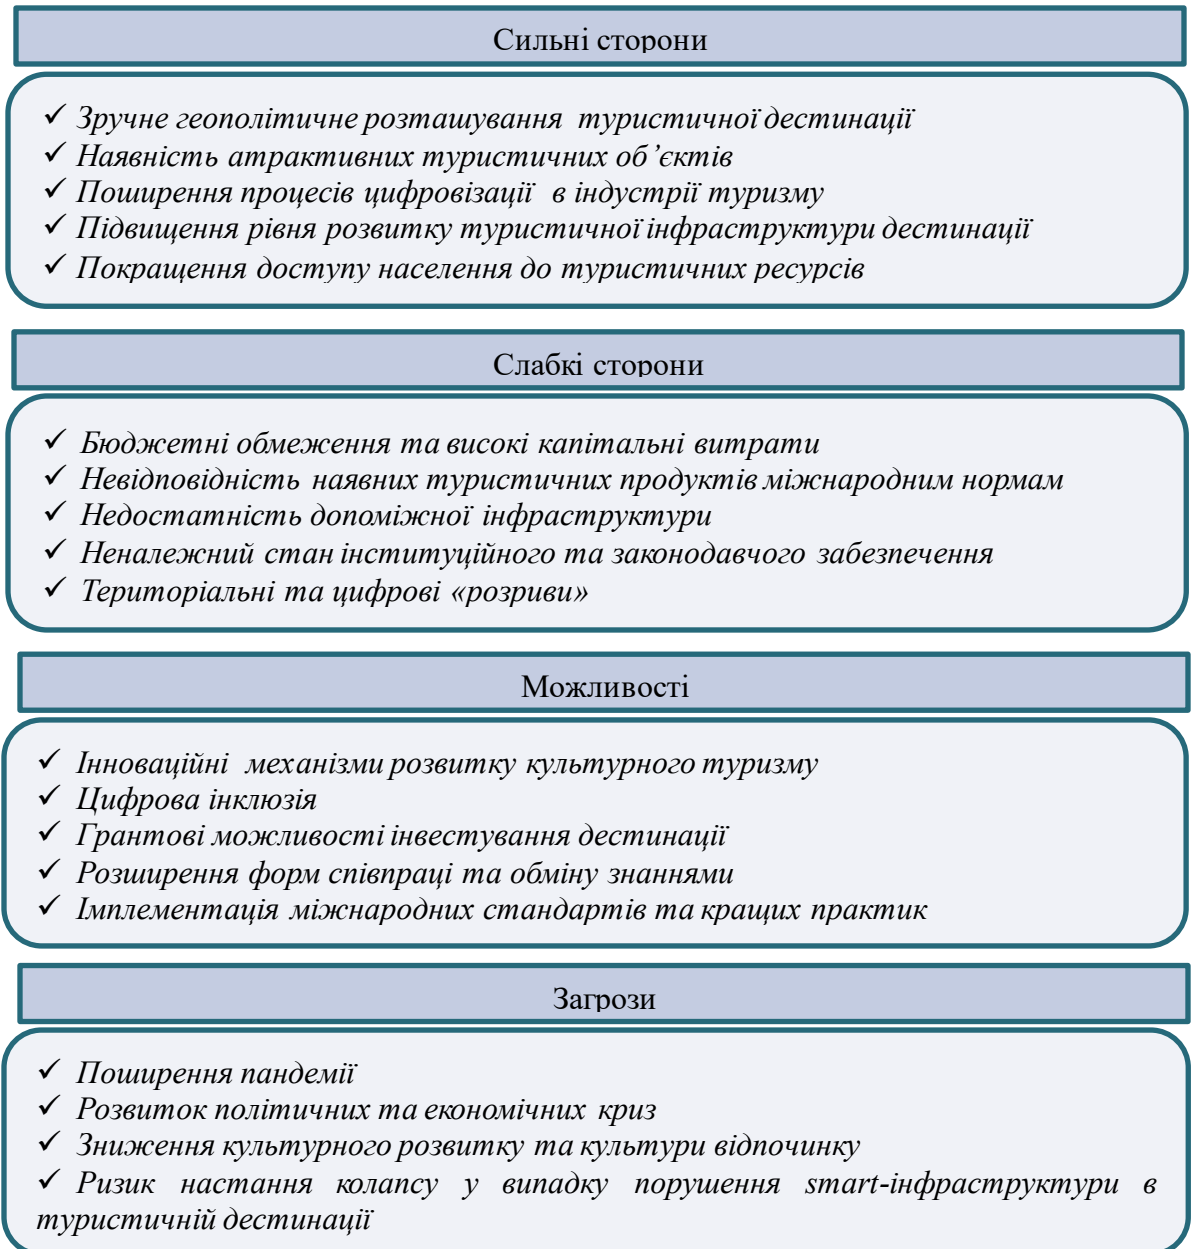 Сильні сторони
✓ Зручне геополітичне розташування туристичної дестинації
✓ Наявність атрактивних туристичних об’єктів
✓ Поширення процесів цифровізації в індустрії туризму
✓ Підвищення рівня розвитку туристичної інфраструктури дестинації
✓ Покращення доступу населення до туристичних ресурсів
Слабкі сторони
✓ Бюджетні обмеження та високі капітальні витрати
✓ Невідповідність наявних туристичних продуктів міжнародним нормам
✓ Недостатність допоміжної інфраструктури
✓ Неналежний стан інституційного та законодавчого забезпечення
✓ Територіальні та цифрові «розриви»
Можливості
✓ Інноваційні механізми розвитку культурного туризму
✓ Цифрова інклюзія
✓ Грантові можливості інвестування дестинації
✓ Розширення форм співпраці та обміну знаннями
✓ Імплементація міжнародних стандартів та кращих практик
Загрози
✓ Поширення пандемії
✓ Розвиток політичних та економічних криз
✓ Зниження культурного розвитку та культури відпочинку
✓ Ризик настання колапсу у випадку порушення smart-інфраструктури в
туристичній дестинації